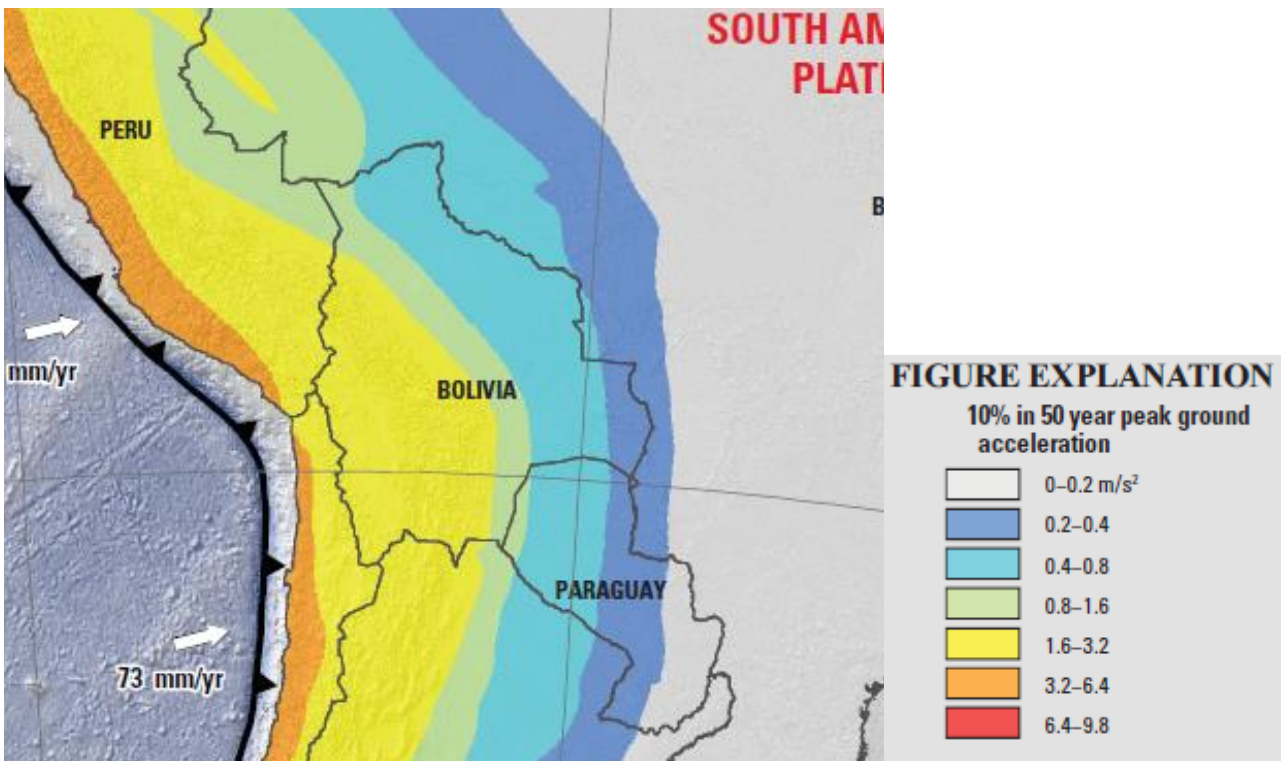 SOUTH AM
PLAT
PERU
B
mm/yr
BOLIVIA
PARAGUAY
73 mm/yr
FIGURE EXPLANATION
10% in 50 year peak ground
acceleration
0–0.2 m/s²
0.2–0.4
0.4–0.8
0.8–1.6
1.6–3.2
3.2–6.4
6.4–9.8